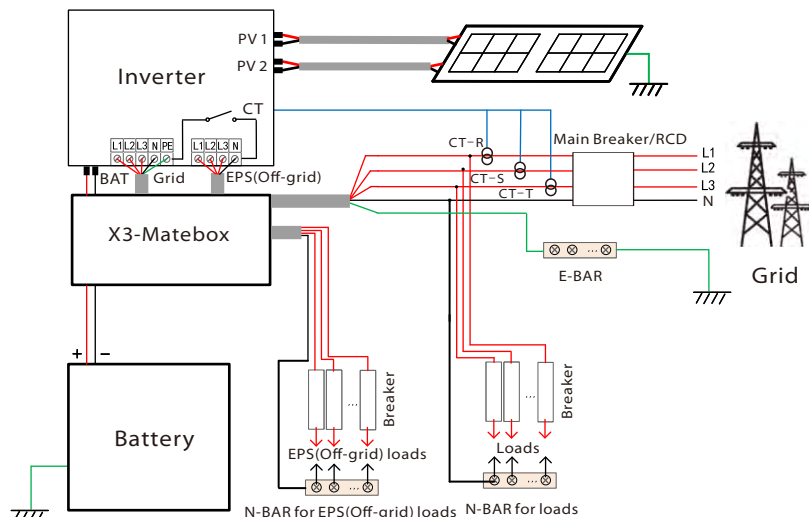 PV 1
PV 2
Inverter
CT
L1 L2 L3 N PE
L1 L2 L3 N
BAT
Grid
EPS(Off-grid)
CT-R
CT-S
CT-T
Main Breaker/RCD
L1
L2
L3
N
X3-Matebox
E-BAR
Grid
+
−
Battery
...
Breaker
EPS(Off-grid) loads
...
N-BAR for EPS(Off-grid) loads
...
Breaker
Loads
...
N-BAR for loads
...